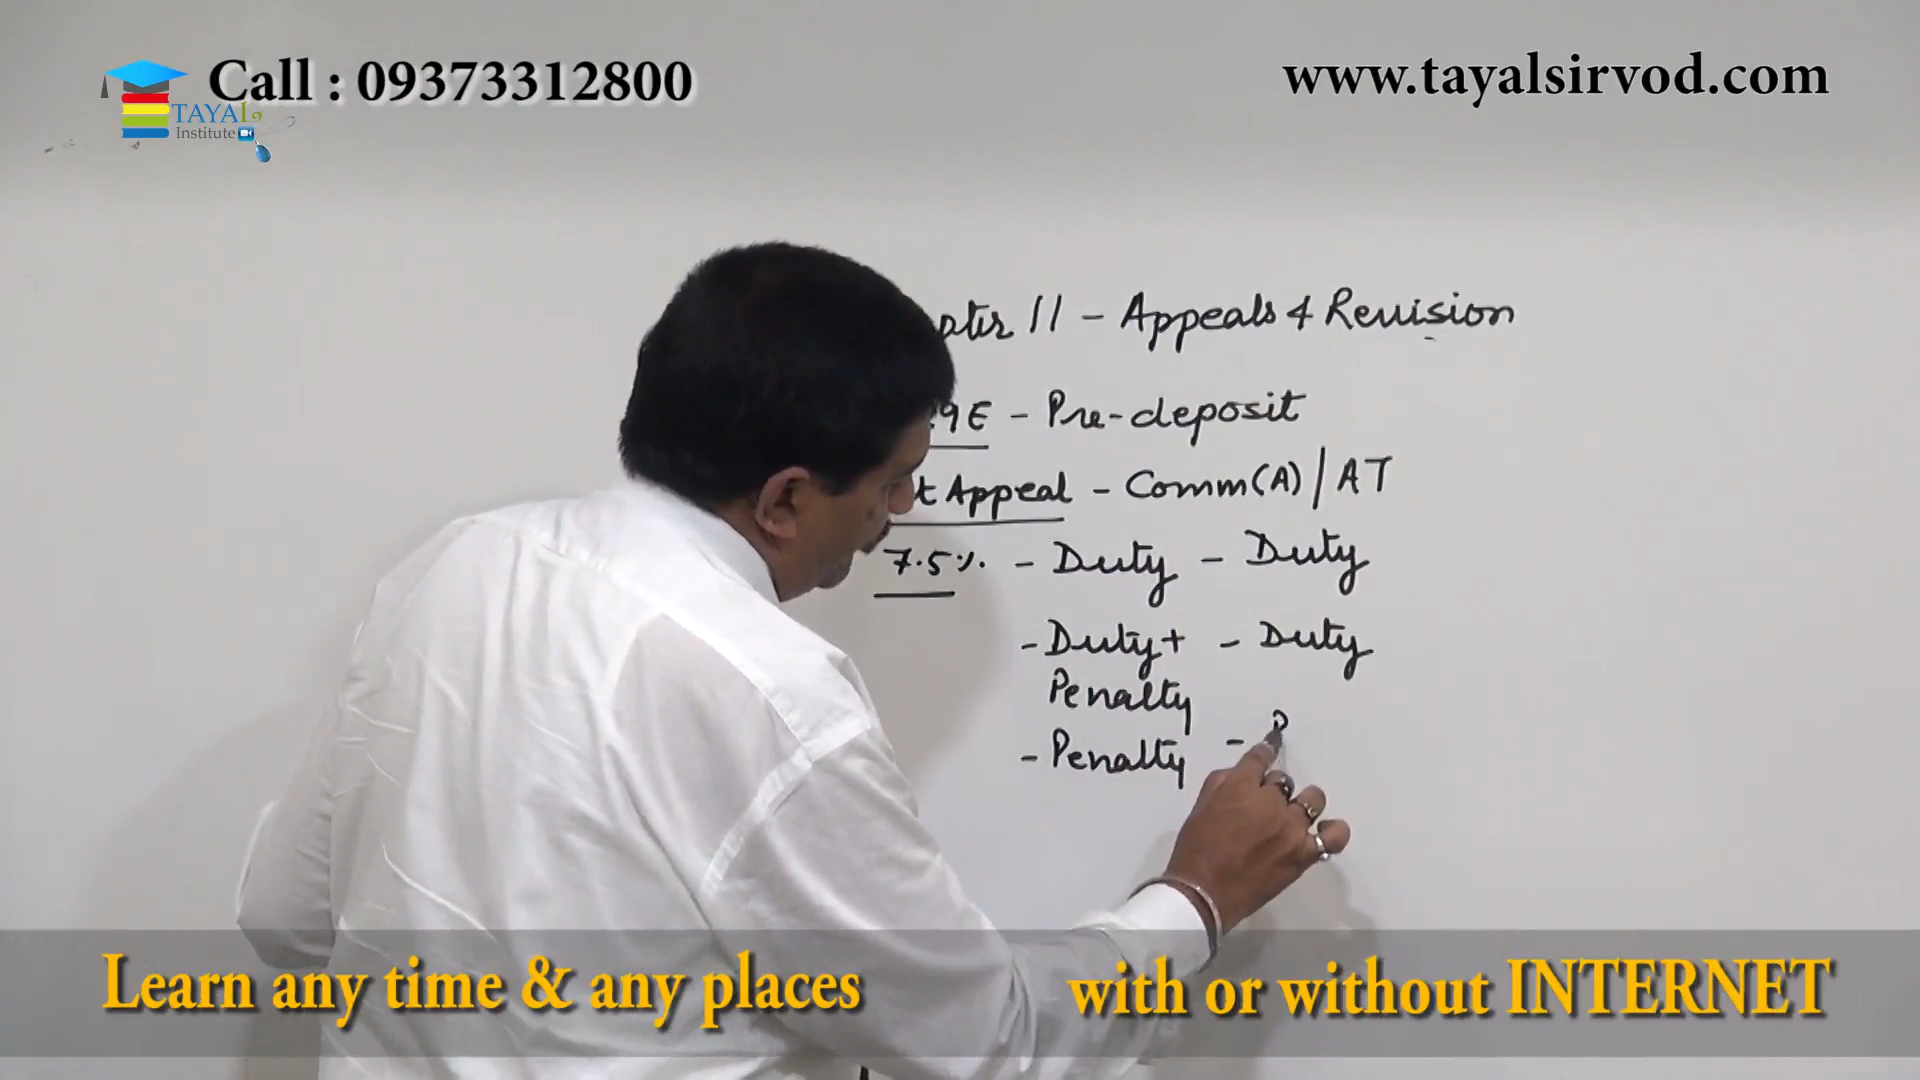 Call : 09373312800
www.tayalsirvod.com
TAYAL
Institute
11 - Appeals & Revision
9E - Pre-deposit
Appeal - Comm(A) / AT
7.5% - Duty - Duty
- Duty + - Duty
Penalty
- Penalty -
Learn any time & any places with or without INTERNET